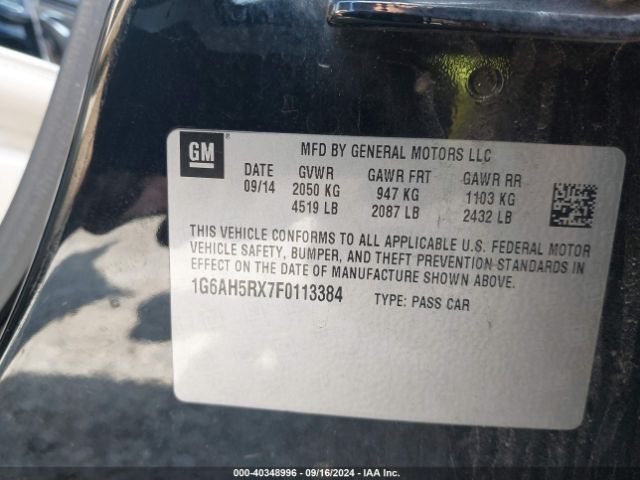 GM ®
MFD BY GENERAL MOTORS LLC
DATE GVWR GAWR FRT GAWR RR
09/14 2050 KG 947 KG 1103 KG
4519 LB 2087 LB 2432 LB
THIS VEHICLE CONFORMS TO ALL APPLICABLE U.S. FEDERAL MOTOR
VEHICLE SAFETY, BUMPER, AND THEFT PREVENTION STANDARDS IN
EFFECT ON THE DATE OF MANUFACTURE SHOWN ABOVE.
1G6AH5RX7F0113384 TYPE: PASS CAR
000-40348996 - 09/16/2024 - IAA Inc.